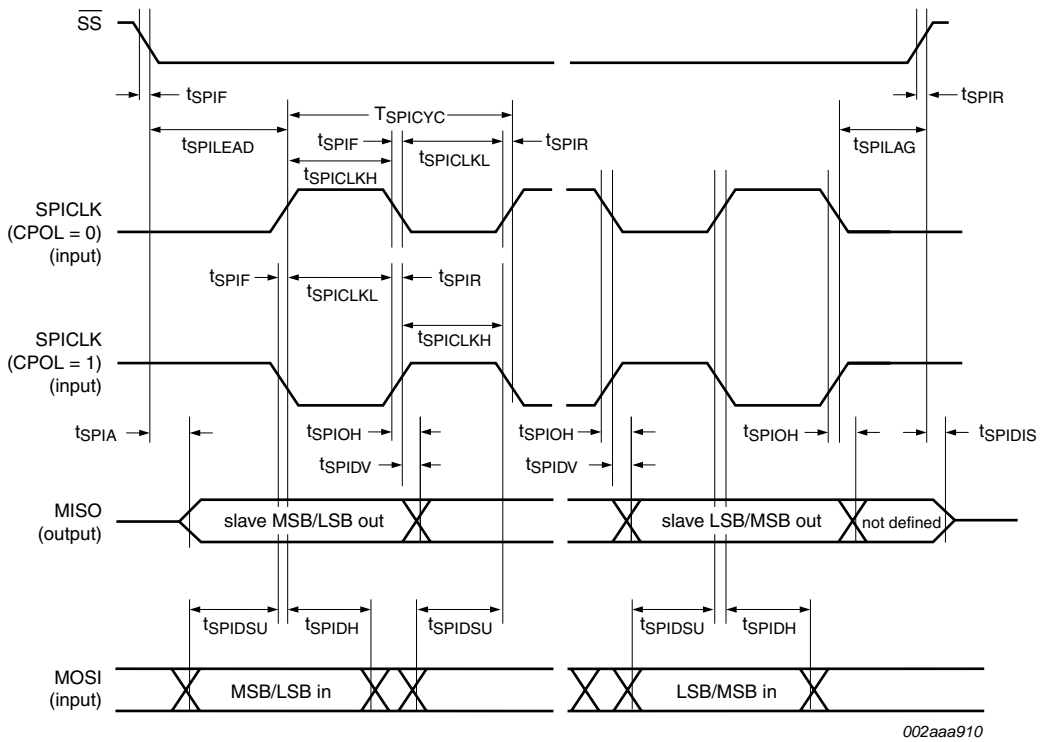 SS
tSPIF
tSPIR
TSPICYC
tSPILEAD
tSPIF
tSPICLKL
tSPIR
tSPILAG
tSPICLKH
SPICLK
(CPOL = 0)
(input)
tSPIF
tSPICLKL
tSPIR
tSPICLKH
SPICLK
(CPOL = 1)
(input)
tSPIA
tSPIOH
tSPIOH
tSPIOH
tSPIDIS
tSPIDV
tSPIDV
MISO
(output)
slave MSB/LSB out
slave LSB/MSB out
not defined
tSPIDSU
tSPIDH
tSPIDSU
tSPIDSU
tSPIDH
MOSI
(input)
MSB/LSB in
LSB/MSB in
002aaa910